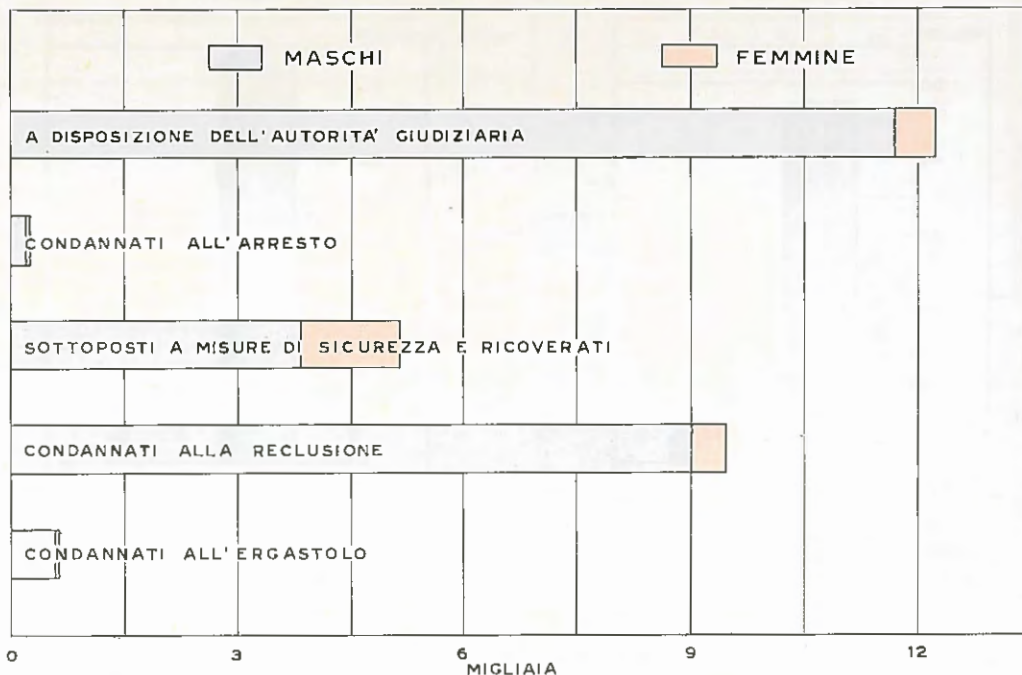 MASCHI FEMMINE
A DISPOSIZIONE DELL'AUTORITA' GIUDIZIARIA
CONDANNATI ALL'ARRESTO
SOTTOPOSTI A MISURE DI SICUREZZA E RICOVERATI
CONDANNATI ALLA RECLUSIONE
CONDANNATI ALL'ERGASTOLO
0 3 6 9 12
MIGLIAIA